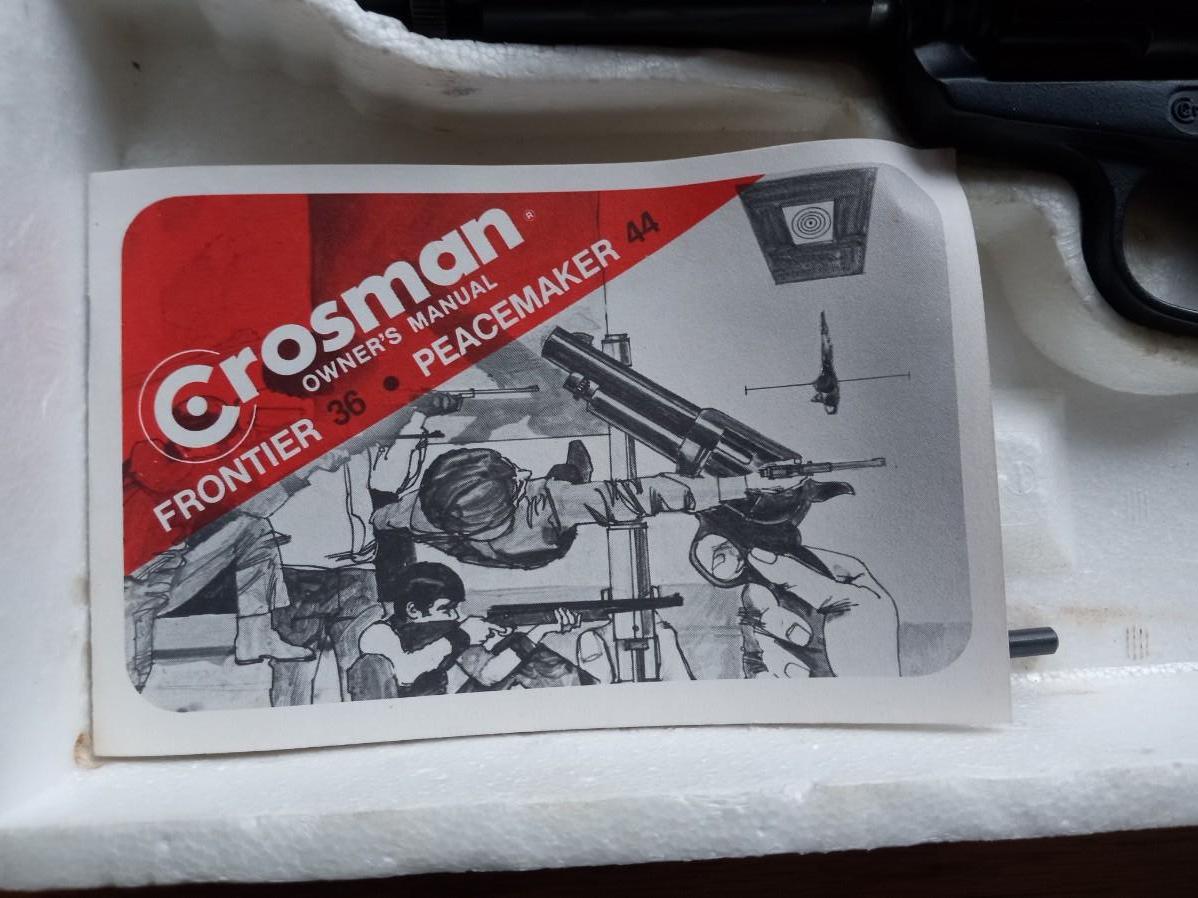 Crosman®
OWNER'S MANUAL
FRONTIER 36 • PEACEMAKER 44